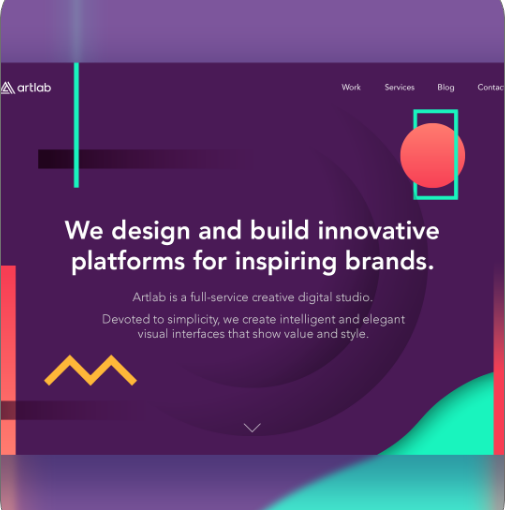 artlab
Work Services Blog Contac
We design and build innovative
platforms for inspiring brands.
Artlab is a full-service creative digital studio.
Devoted to simplicity, we create intelligent and elegant
visual interfaces that show value and style.